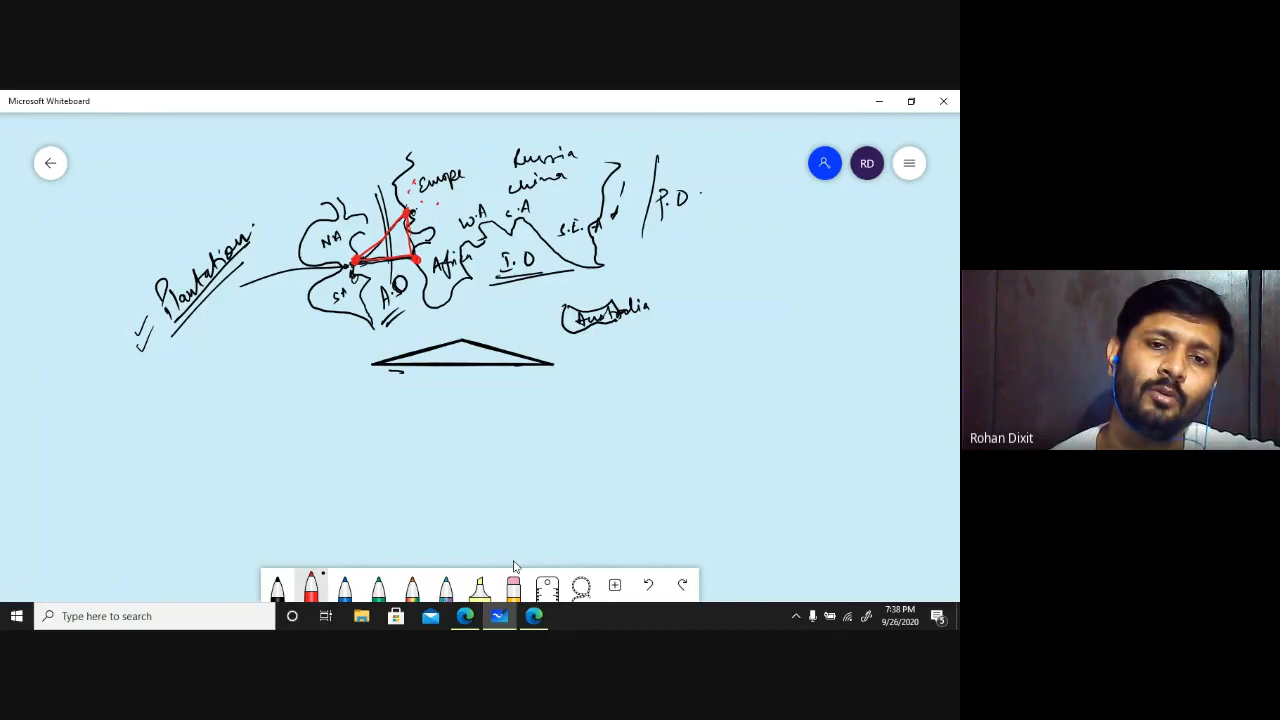 Microsoft Whiteboard
RD
Russia
China
Europe
P.O
W.A
S.A
S.E.A
NA
Plantation
Africa
I.O
SA
A.O
Australia
Rohan Dixit
Type here to search
7:38 PM
9/26/2020
5